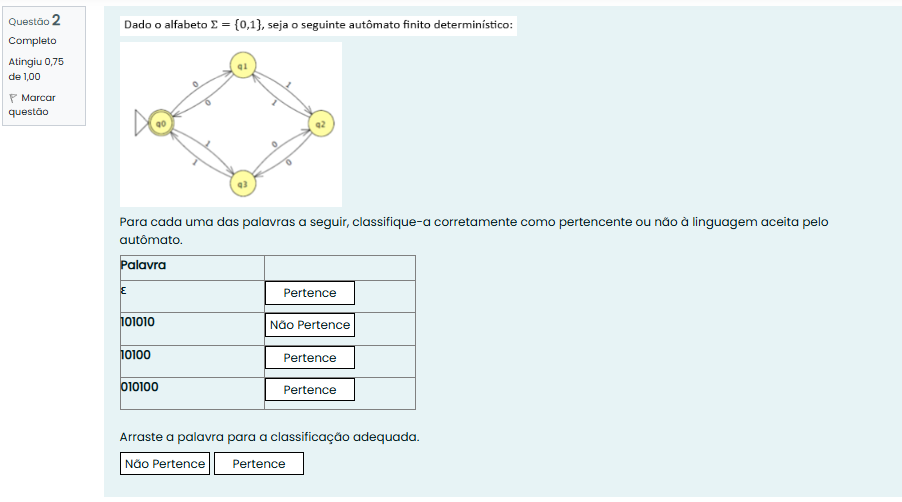 Questão 2
Completo
Atingiu 0,75
de 1,00
Marcar
questão
Dado o alfabeto Σ = {0,1}, seja o seguinte autômato finito determinístico:
q1
0
1
0
1
q0
q2
1
0
1
0
q3
Para cada uma das palavras a seguir, classifique-a corretamente como pertencente ou não à linguagem aceita pelo
autômato.
Palavra
ε
Pertence
101010
Não Pertence
10100
Pertence
010100
Pertence
Arraste a palavra para a classificação adequada.
Não Pertence
Pertence